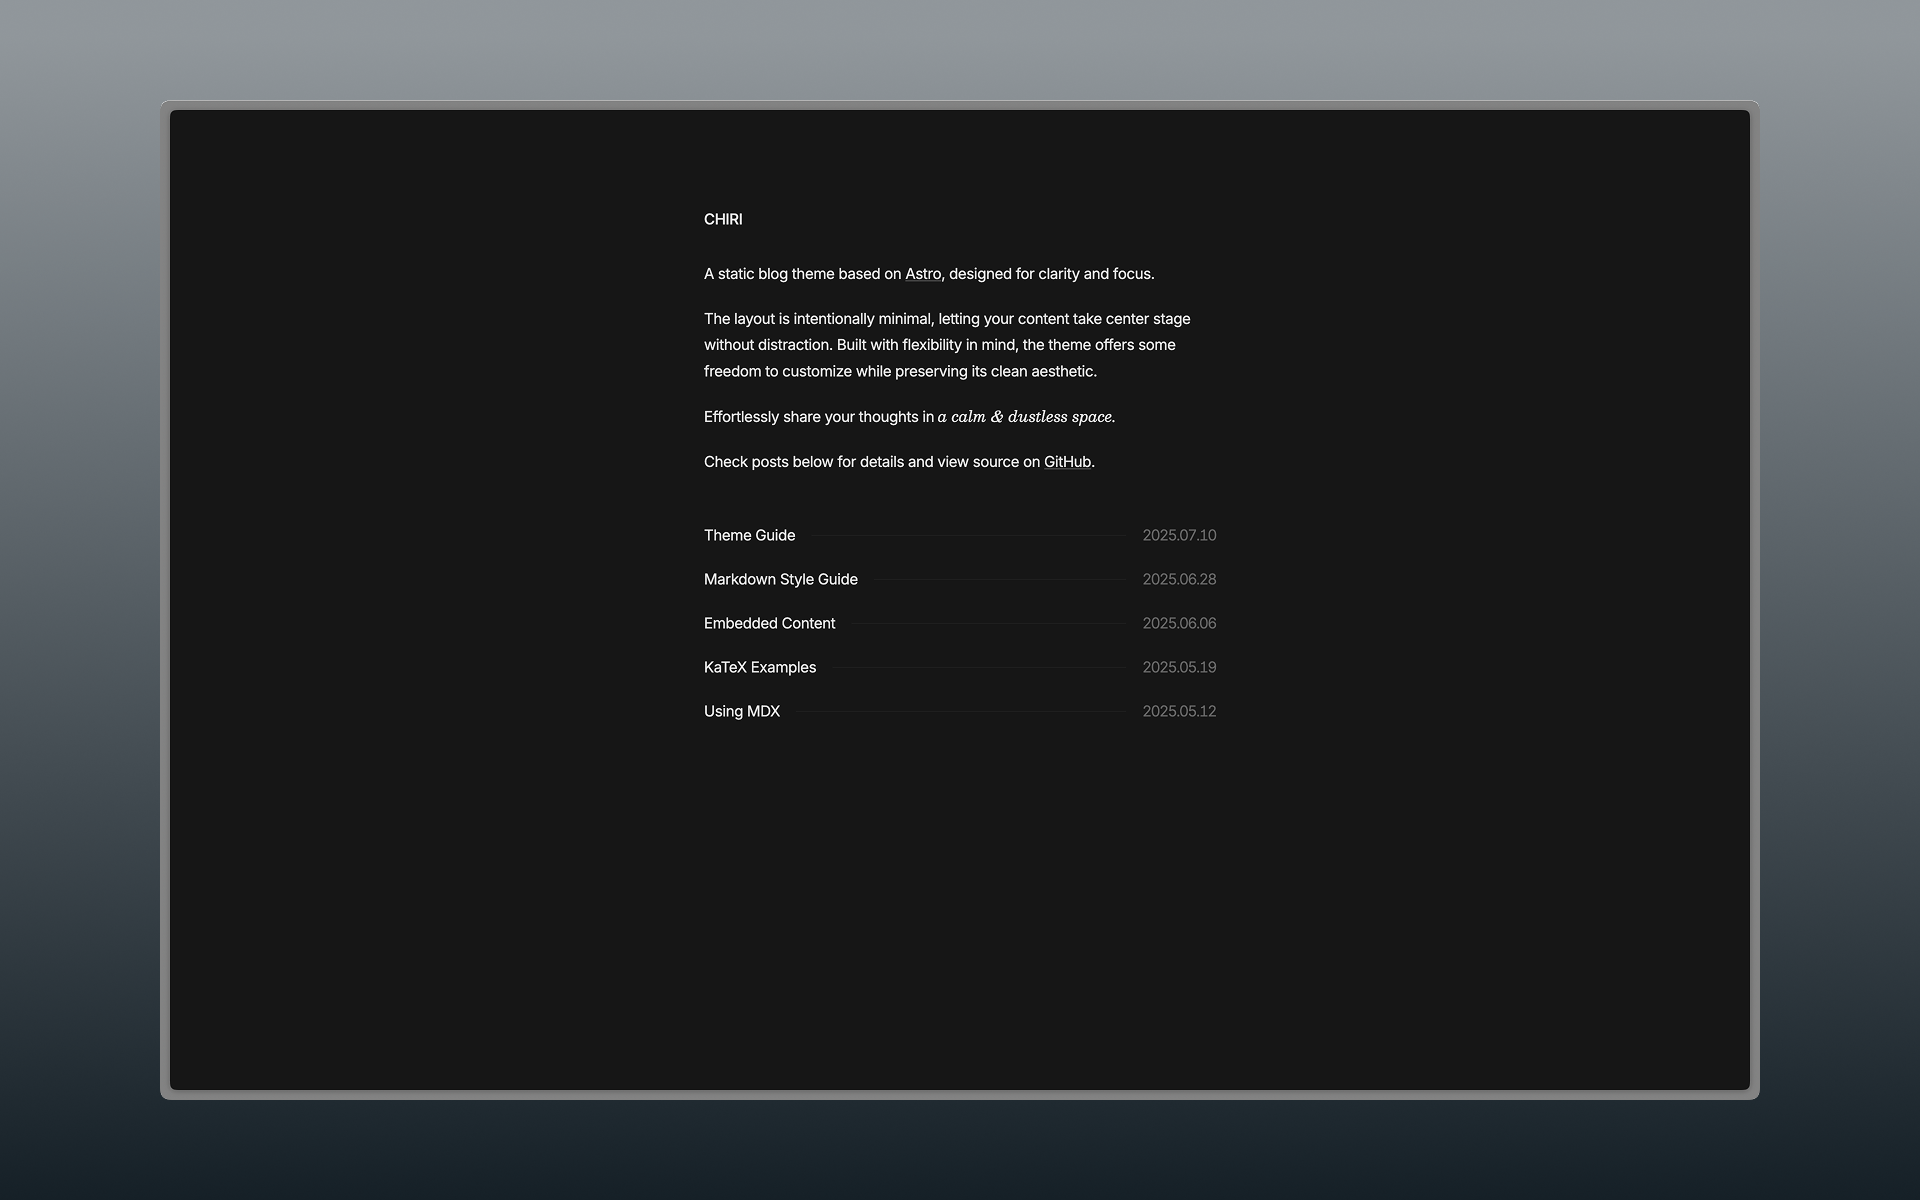 CHIRI
A static blog theme based on Astro, designed for clarity and focus.
The layout is intentionally minimal, letting your content take center stage
without distraction. Built with flexibility in mind, the theme offers some
freedom to customize while preserving its clean aesthetic.
Effortlessly share your thoughts in a calm & dustless space.
Check posts below for details and view source on GitHub.
Theme Guide 2025.07.10
Markdown Style Guide 2025.06.28
Embedded Content 2025.06.06
KaTeX Examples 2025.05.19
Using MDX 2025.05.12